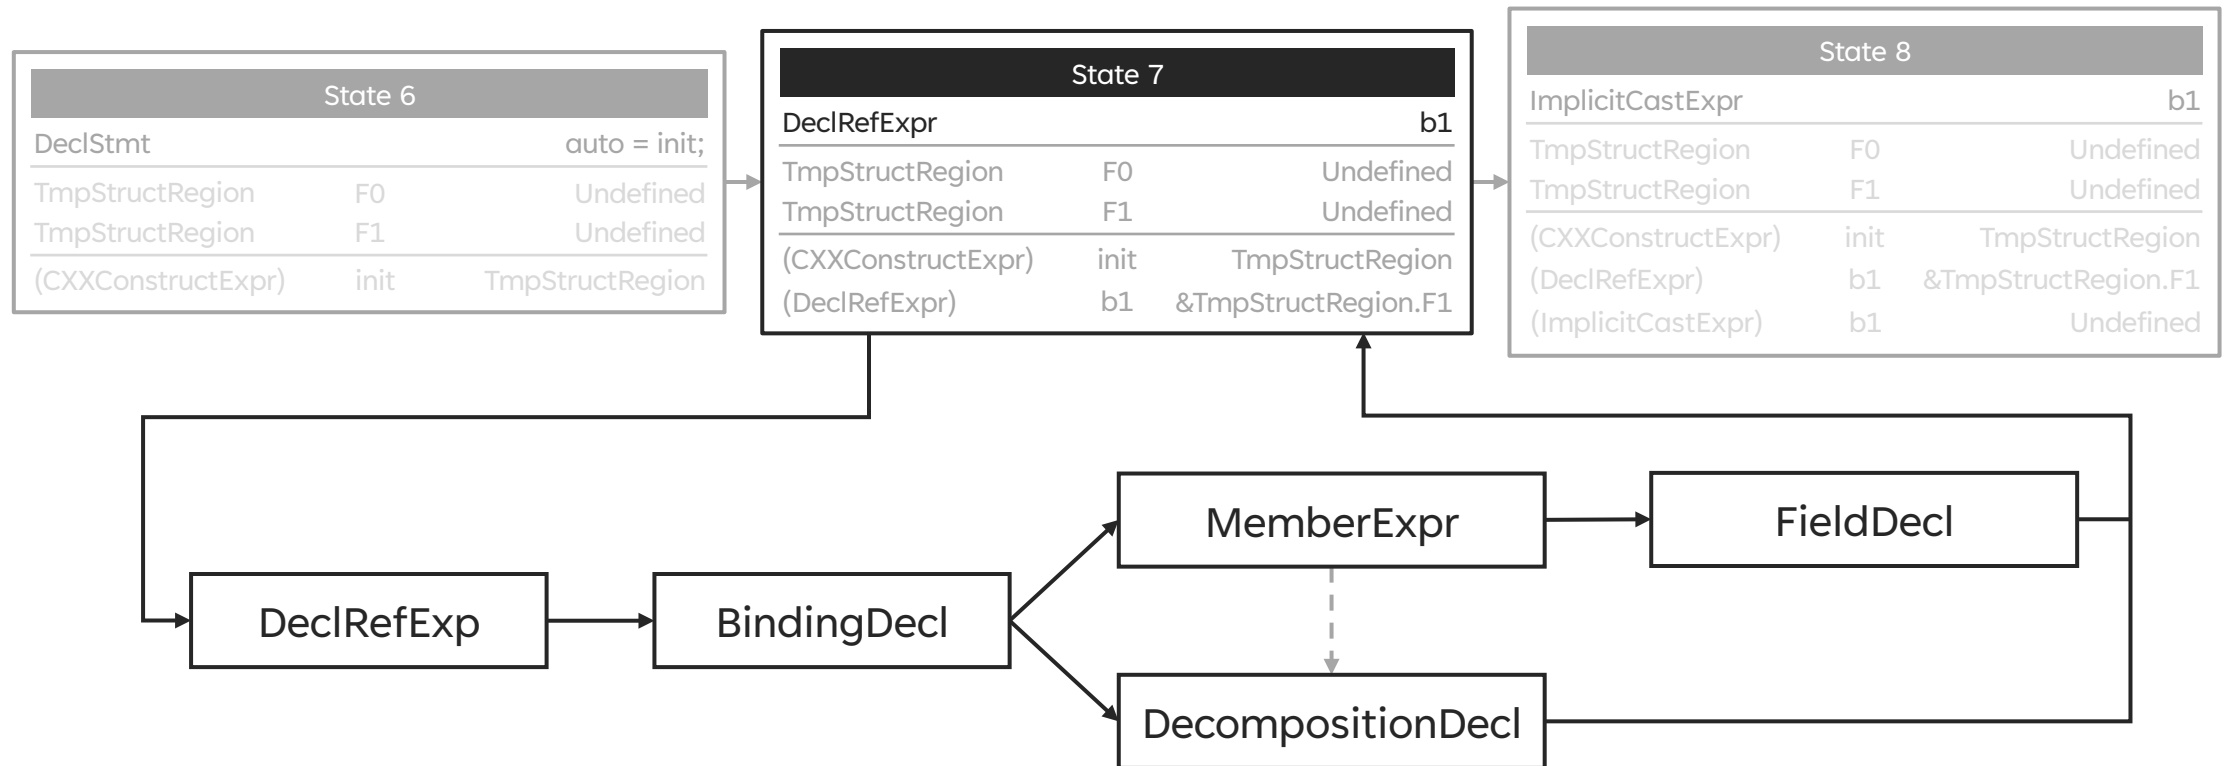 State 6
DeclStmt auto = init;
TmpStructRegion F0 Undefined
TmpStructRegion F1 Undefined
(CXXConstructExpr) init TmpStructRegion
State 7
DeclRefExpr b1
TmpStructRegion F0 Undefined
TmpStructRegion F1 Undefined
(CXXConstructExpr) init TmpStructRegion
(DeclRefExpr) b1 &TmpStructRegion.F1
State 8
ImplicitCastExpr b1
TmpStructRegion F0 Undefined
TmpStructRegion F1 Undefined
(CXXConstructExpr) init TmpStructRegion
(DeclRefExpr) b1 &TmpStructRegion.F1
(ImplicitCastExpr) b1 Undefined
DeclRefExp
BindingDecl
MemberExpr
FieldDecl
DecompositionDecl